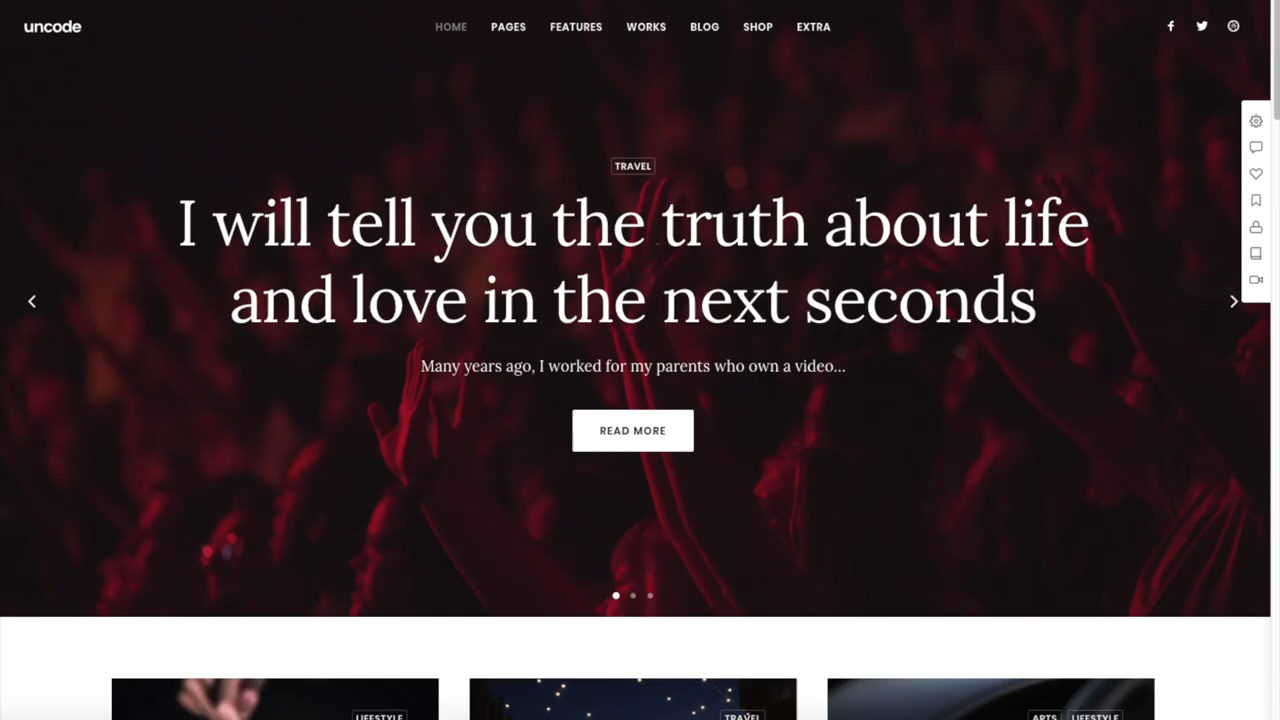 uncode
HOME PAGES FEATURES WORKS BLOG SHOP EXTRA
TRAVEL
I will tell you the truth about life
and love in the next seconds
Many years ago, I worked for my parents who own a video...
READ MORE
LIFESTYLE
TRAVEL
ARTS LIFESTYLE